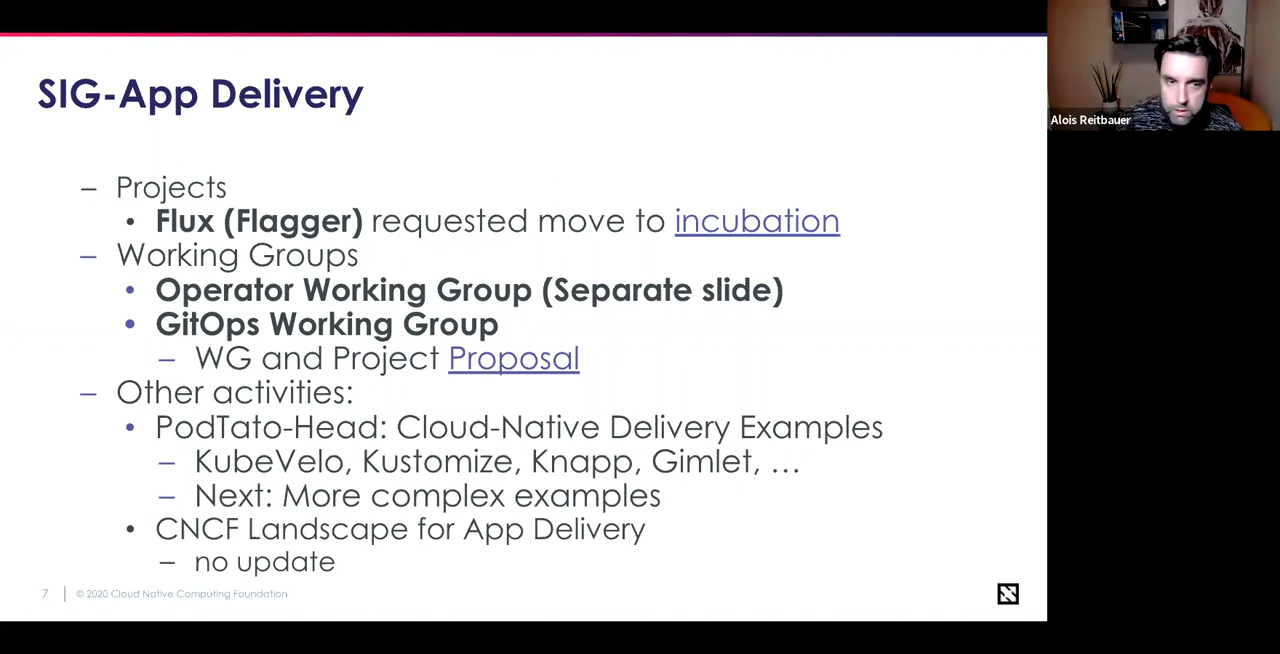 SIG-App Delivery
– Projects
• Flux (Flagger) requested move to incubation
– Working Groups
• Operator Working Group (Separate slide)
• GitOps Working Group
– WG and Project Proposal
– Other activities:
• PodTato-Head: Cloud-Native Delivery Examples
– KubeVelo, Kustomize, Knapp, Gimlet, …
– Next: More complex examples
• CNCF Landscape for App Delivery
– no update
7 | © 2020 Cloud Native Computing Foundation
Alois Reitbauer